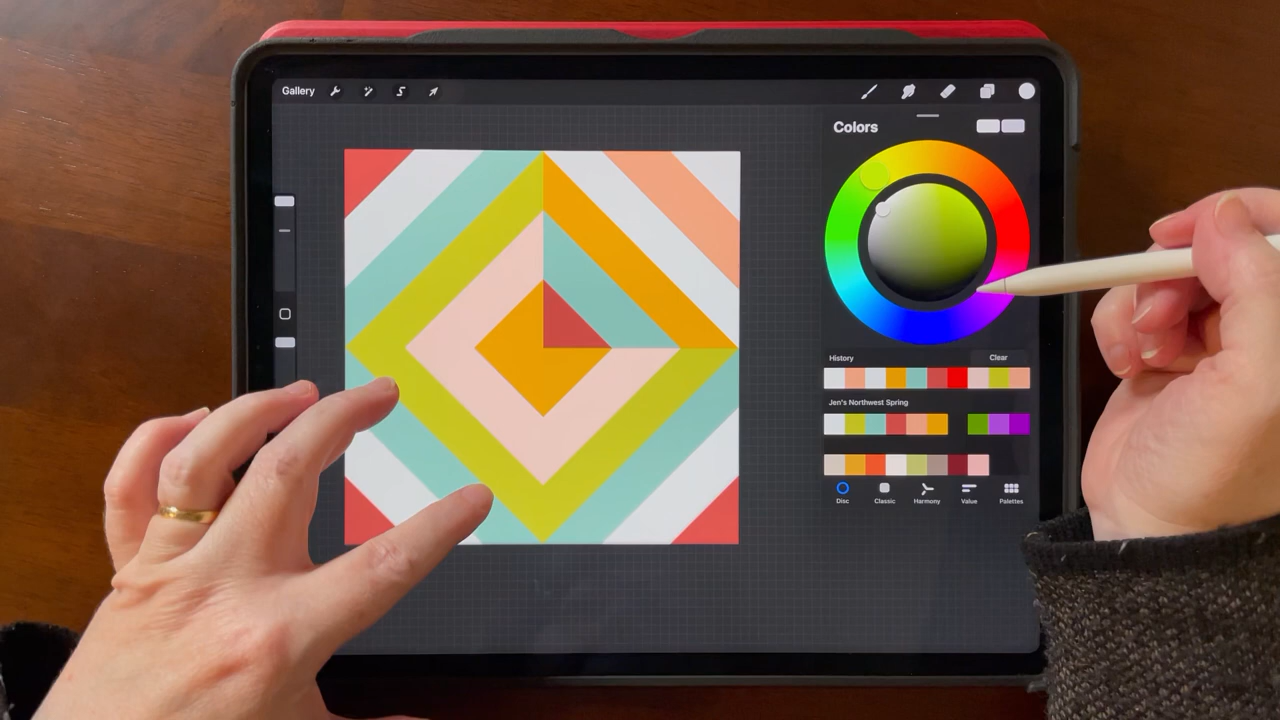 Gallery
Colors
History
Clear
Jen's Northwest Spring
Disc
Classic
Harmony
Value
Palettes